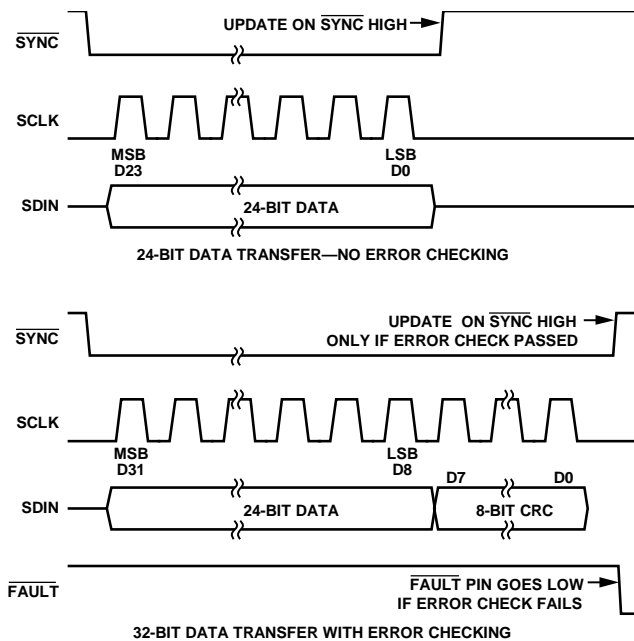 UPDATE ON SYNC HIGH
SYNC
SCLK
MSB
D23
LSB
D0
SDIN
24-BIT DATA
24-BIT DATA TRANSFER—NO ERROR CHECKING
UPDATE ON SYNC HIGH
ONLY IF ERROR CHECK PASSED
SYNC
SCLK
MSB
D31
LSB
D8
D7
D0
SDIN
24-BIT DATA
8-BIT CRC
FAULT
FAULT PIN GOES LOW
IF ERROR CHECK FAILS
32-BIT DATA TRANSFER WITH ERROR CHECKING